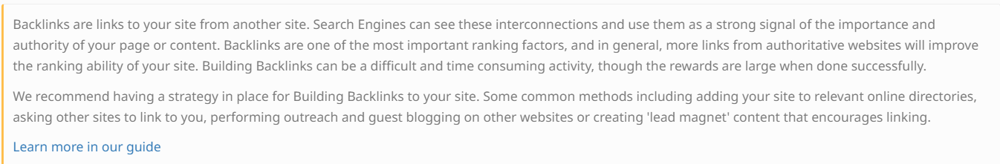 Backlinks are links to your site from another site. Search Engines can see these interconnections and use them as a strong signal of the importance and
authority of your page or content. Backlinks are one of the most important ranking factors, and in general, more links from authoritative websites will improve
the ranking ability of your site. Building Backlinks can be a difficult and time consuming activity, though the rewards are large when done successfully.
We recommend having a strategy in place for Building Backlinks to your site. Some common methods including adding your site to relevant online directories,
asking other sites to link to you, performing outreach and guest blogging on other websites or creating 'lead magnet' content that encourages linking.
Learn more in our guide